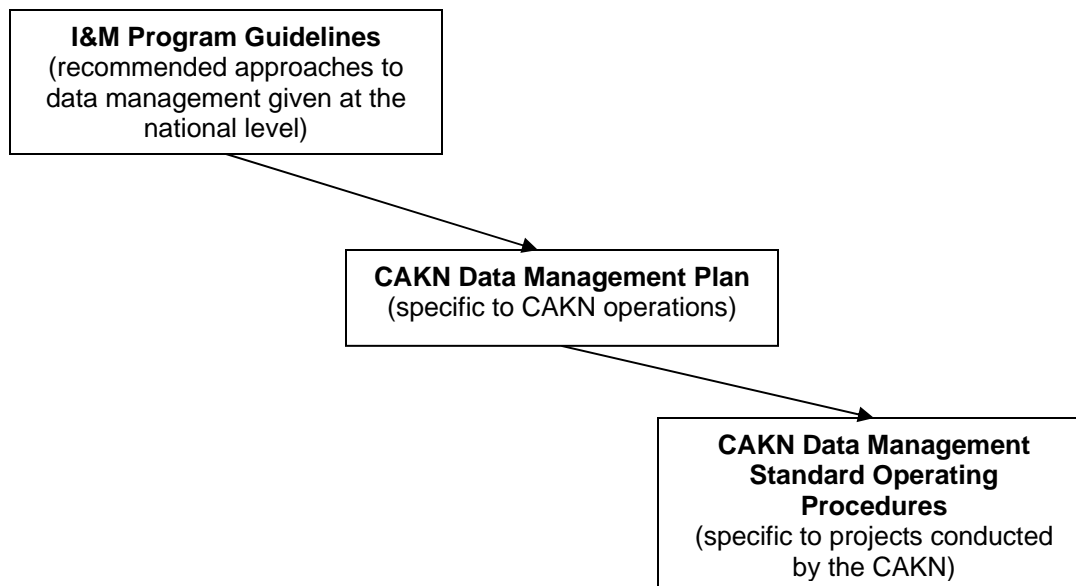 I&M Program Guidelines
(recommended approaches to
data management given at the
national level)
CAKN Data Management Plan
(specific to CAKN operations)
CAKN Data Management
Standard Operating
Procedures
(specific to projects conducted
by the CAKN)